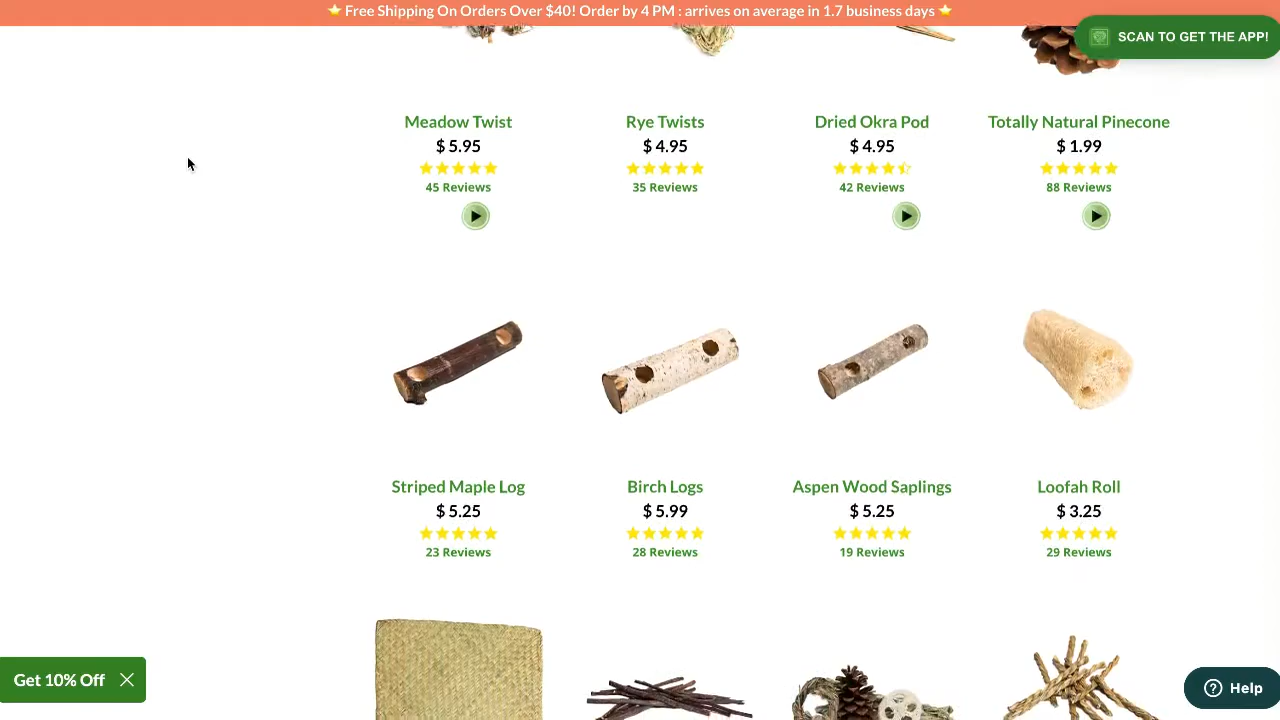 ⭐ Free Shipping On Orders Over $40! Order by 4 PM : arrives on average in 1.7 business days ⭐
SCAN TO GET THE APP!
Meadow Twist
$ 5.95
45 Reviews
Rye Twists
$ 4.95
35 Reviews
Dried Okra Pod
$ 4.95
42 Reviews
Totally Natural Pinecone
$ 1.99
88 Reviews
Striped Maple Log
$ 5.25
23 Reviews
Birch Logs
$ 5.99
28 Reviews
Aspen Wood Saplings
$ 5.25
19 Reviews
Loofah Roll
$ 3.25
29 Reviews
Get 10% Off
Help